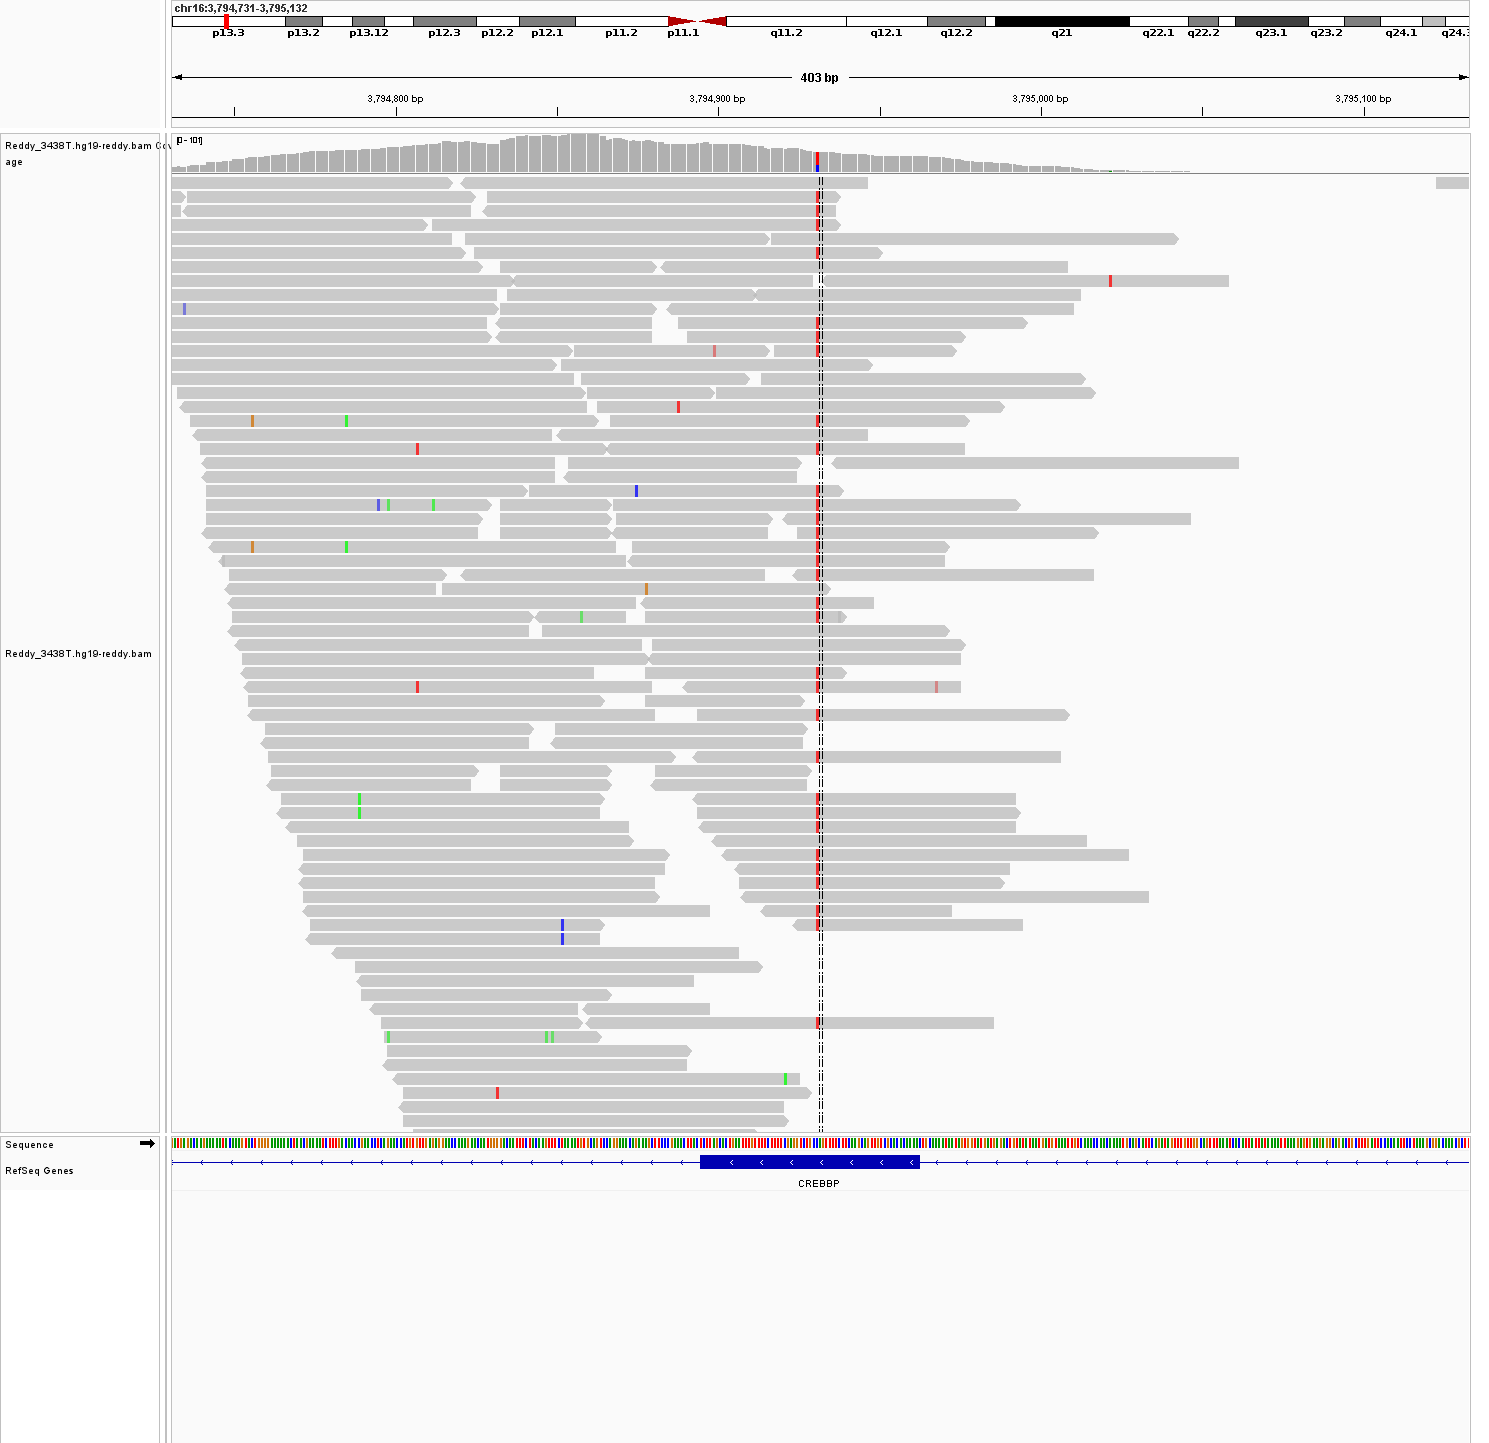 chr16:3,794,731-3,795,132
p13.3 p13.2 p13.12 p12.3 p12.2 p12.1 p11.2 p11.1 q11.2 q12.1 q12.2 q21 q22.1 q22.2 q23.1 q23.2 q24.1 q24.3
403 bp
3,794,800 bp 3,794,900 bp 3,795,000 bp 3,795,100 bp
[0 - 101]
Reddy_3438T.hg19-reddy.bam Cov
age
Reddy_3438T.hg19-reddy.bam
Sequence
RefSeq Genes
CREBBP